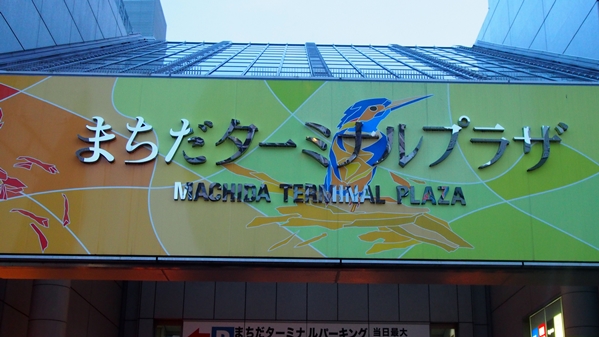 まちだターミナルプラザ
MACHIDA TERMINAL PLAZA
P まちだターミナルパーキング 当日最大